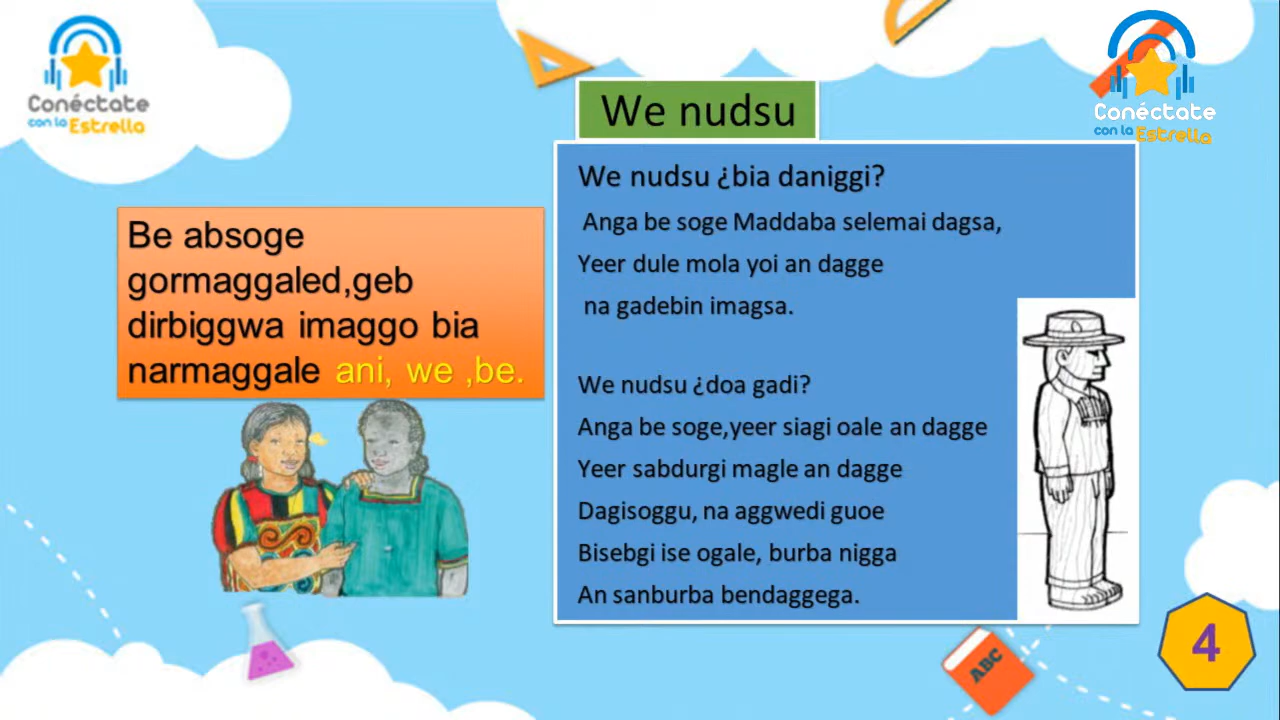 Conéctate
con la Estrella
Conéctate
con la Estrella
We nudsu
Be absoge
gormaggaled,geb
dirbiggwa imaggo bia
narmaggale ani, we ,be.
We nudsu ¿bia daniggi?
Anga be soge Maddaba selemai dagsa,
Yeer dule mola yoi an dagge
na gadebin imagsa.
We nudsu ¿doa gadi?
Anga be soge,yeer siagi oale an dagge
Yeer sabdurgi magle an dagge
Dagisoggu, na aggwedi guoe
Bisebgi ise ogale, burba nigga
An sanburba bendaggega.
ABC
4